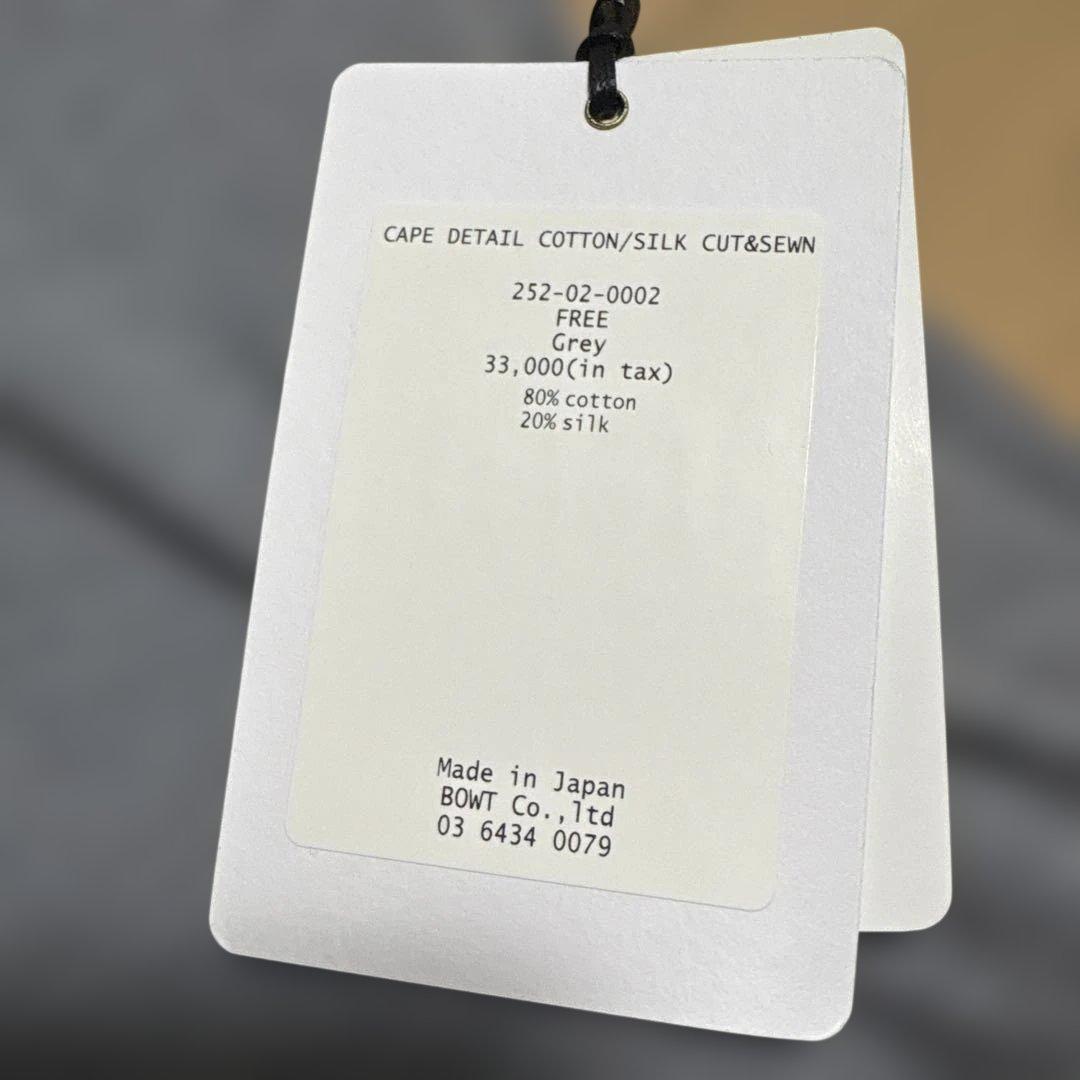 CAPE DETAIL COTTON/SILK CUT&SEWN
252-02-0002
FREE
Grey
33,000(in tax)
80% cotton
20% silk
Made in Japan
BOWT Co.,ltd
03 6434 0079